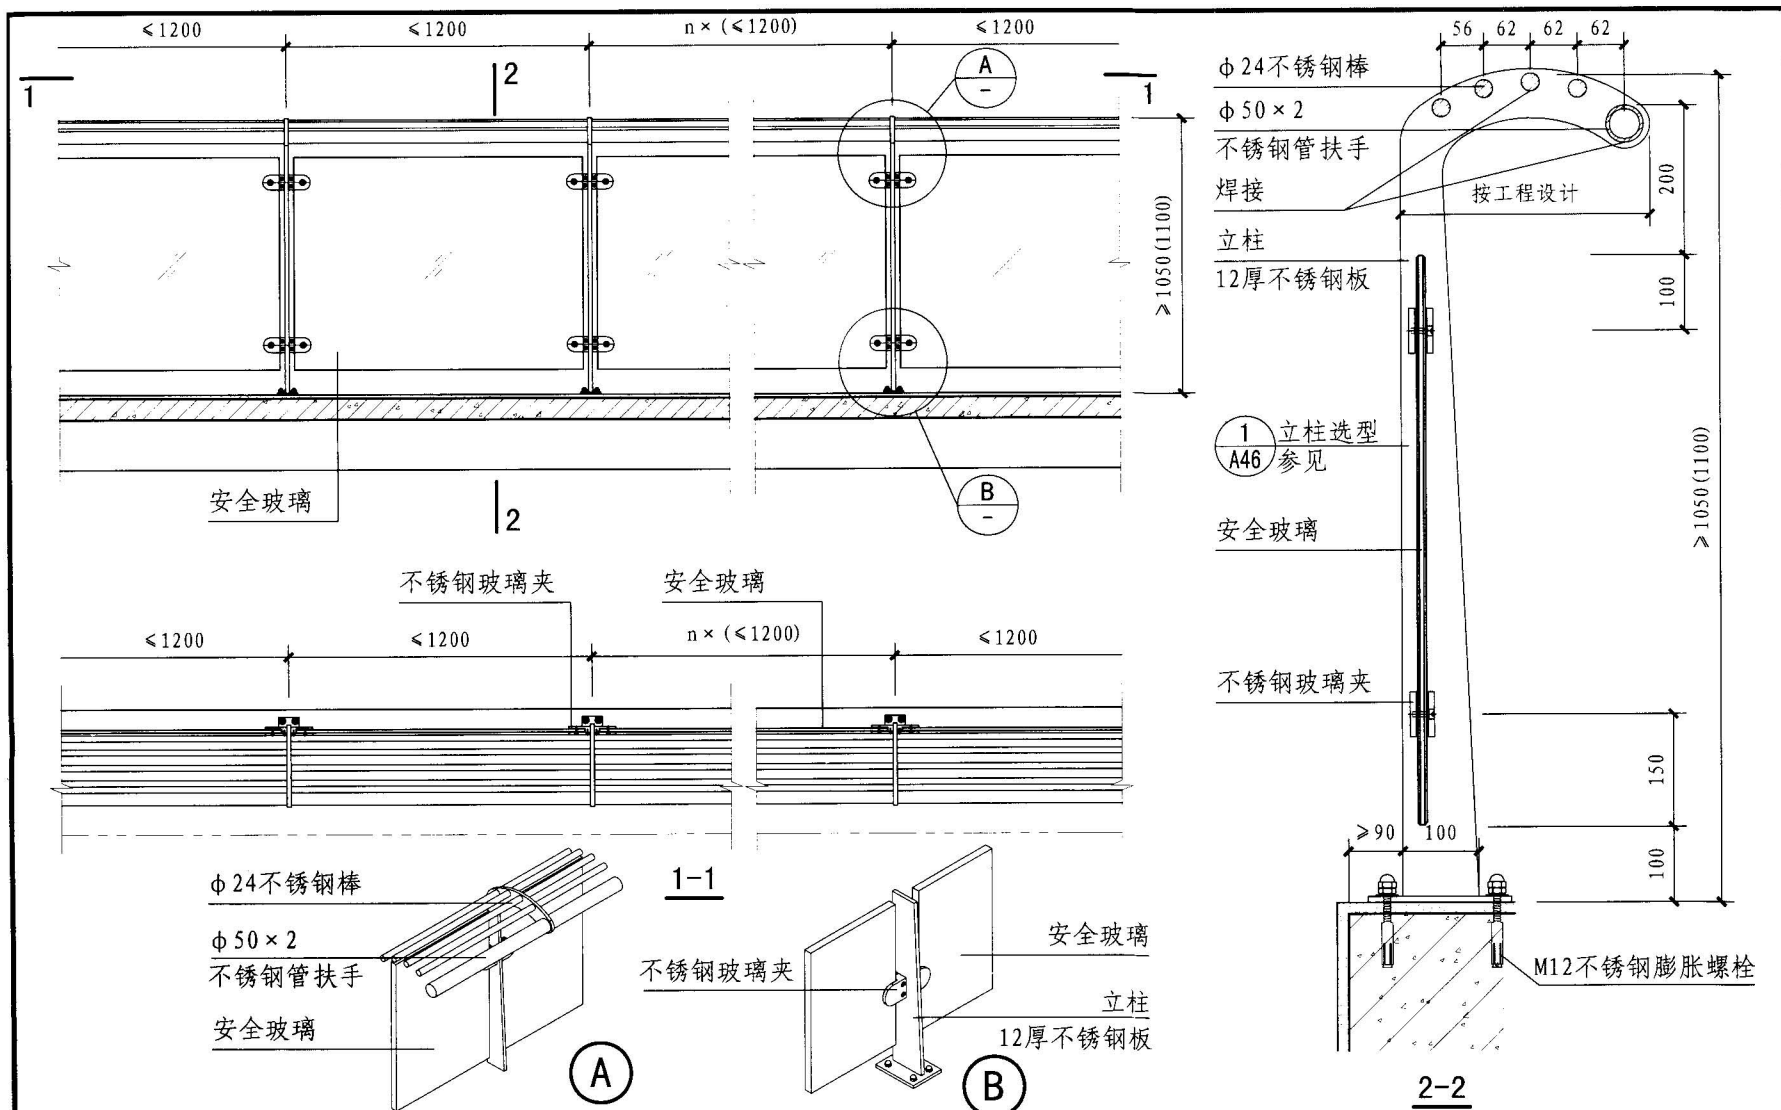 ≤1200
≤1200
n×(≤1200)
≤1200
1
2
A
-
1
≥1050(1100)
B
-
安全玻璃
2
不锈钢玻璃夹
安全玻璃
≤1200
≤1200
n×(≤1200)
≤1200
1-1
ϕ24不锈钢棒
ϕ50×2
不锈钢管扶手
安全玻璃
A
不锈钢玻璃夹
安全玻璃
立柱
12厚不锈钢板
B
56
62
62
62
ϕ24不锈钢棒
ϕ50×2
不锈钢管扶手
焊接
立柱
12厚不锈钢板
按工程设计
200
100
1
A46
立柱选型
参见
≥1050(1100)
安全玻璃
不锈钢玻璃夹
150
≥90
100
100
M12不锈钢膨胀螺栓
2-2